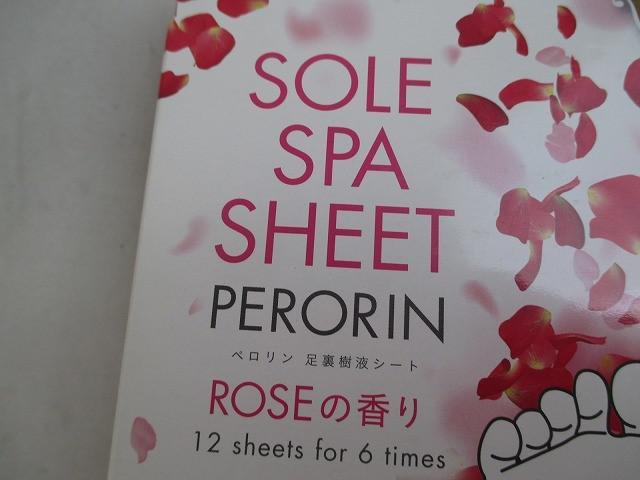 SOLE
SPA
SHEET
PERORIN
ペロリン 足裏樹液シート
ROSEの香り
12 sheets for 6 times